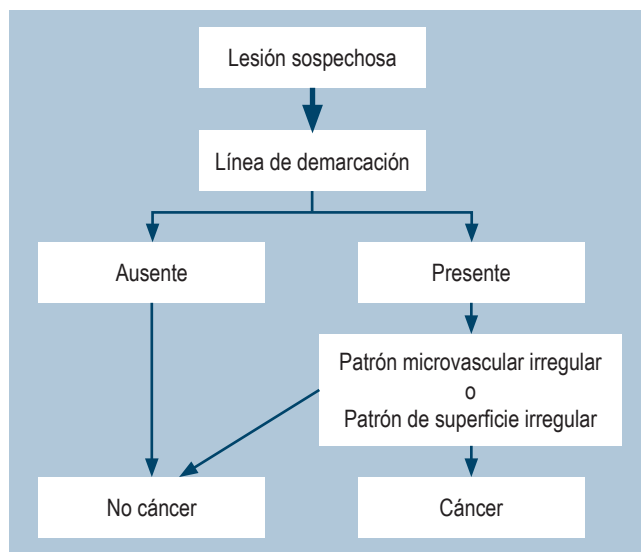 Lesión sospechosa
Línea de demarcación
Ausente
Presente
Patrón microvascular irregular
o
Patrón de superficie irregular
No cáncer
Cáncer